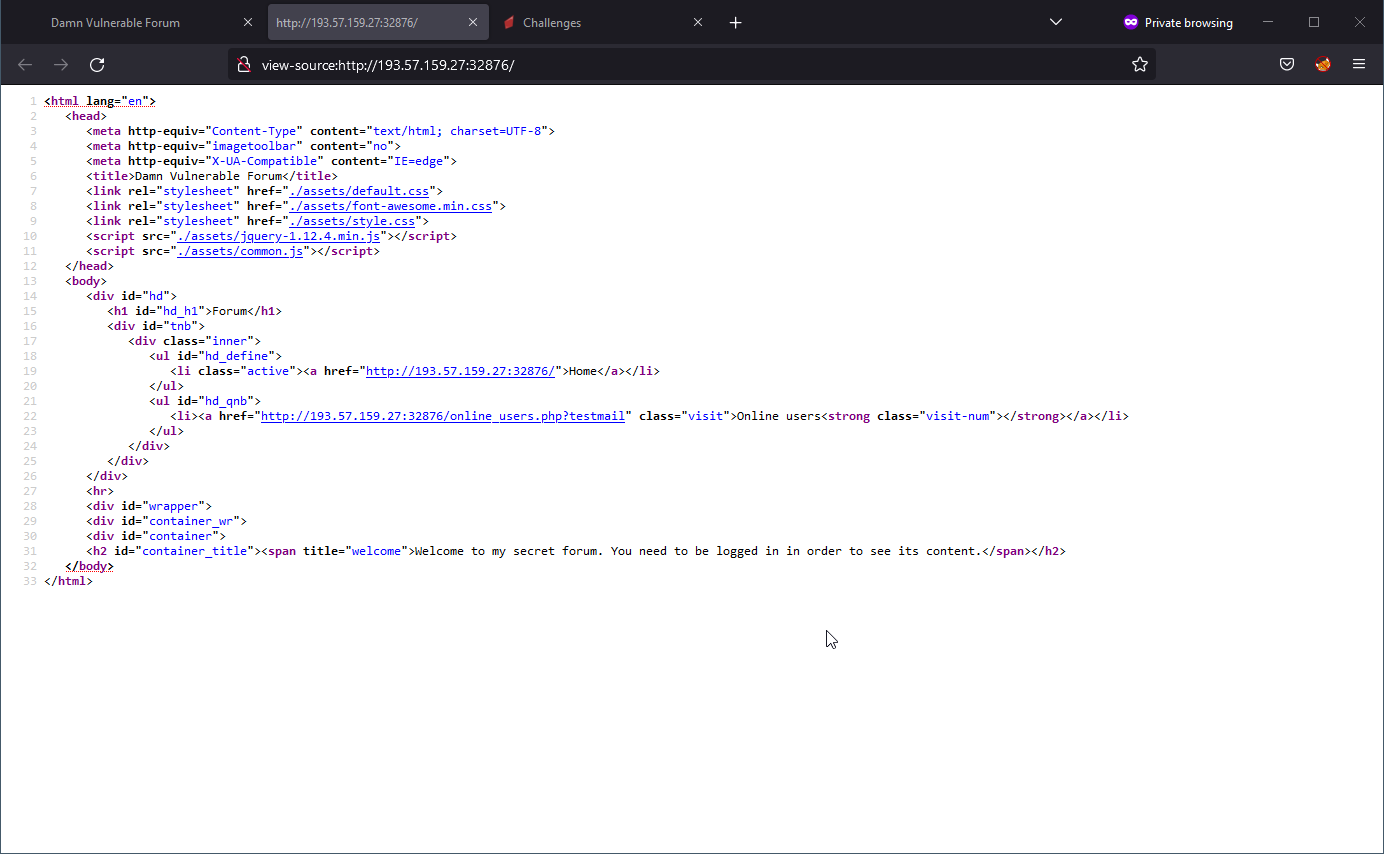 Damn Vulnerable Forum
http://193.57.159.27:32876/
Challenges
Private browsing
view-source:http://193.57.159.27:32876/
1 <html lang="en">
2 <head>
3 <meta http-equiv="Content-Type" content="text/html; charset=UTF-8">
4 <meta http-equiv="imagetoolbar" content="no">
5 <meta http-equiv="X-UA-Compatible" content="IE=edge">
6 <title>Damn Vulnerable Forum</title>
7 <link rel="stylesheet" href="./assets/default.css">
8 <link rel="stylesheet" href="./assets/font-awesome.min.css">
9 <link rel="stylesheet" href="./assets/style.css">
10 <script src="./assets/jquery-1.12.4.min.js"></script>
11 <script src="./assets/common.js"></script>
12 </head>
13 <body>
14 <div id="hd">
15 <h1 id="hd_h1">Forum</h1>
16 <div id="tnb">
17 <div class="inner">
18 <ul id="hd_define">
19 <li class="active"><a href="http://193.57.159.27:32876/">Home</a></li>
20 </ul>
21 <ul id="hd_qnb">
22 <li><a href="http://193.57.159.27:32876/online_users.php?testmail" class="visit">Online users<strong class="visit-num"></strong></a></li>
23 </ul>
24 </div>
25 </div>
26 </div>
27 <hr>
28 <div id="wrapper">
29 <div id="container_wr">
30 <div id="container">
31 <h2 id="container_title"><span title="welcome">Welcome to my secret forum. You need to be logged in in order to see its content.</span></h2>
32 </body>
33 </html>